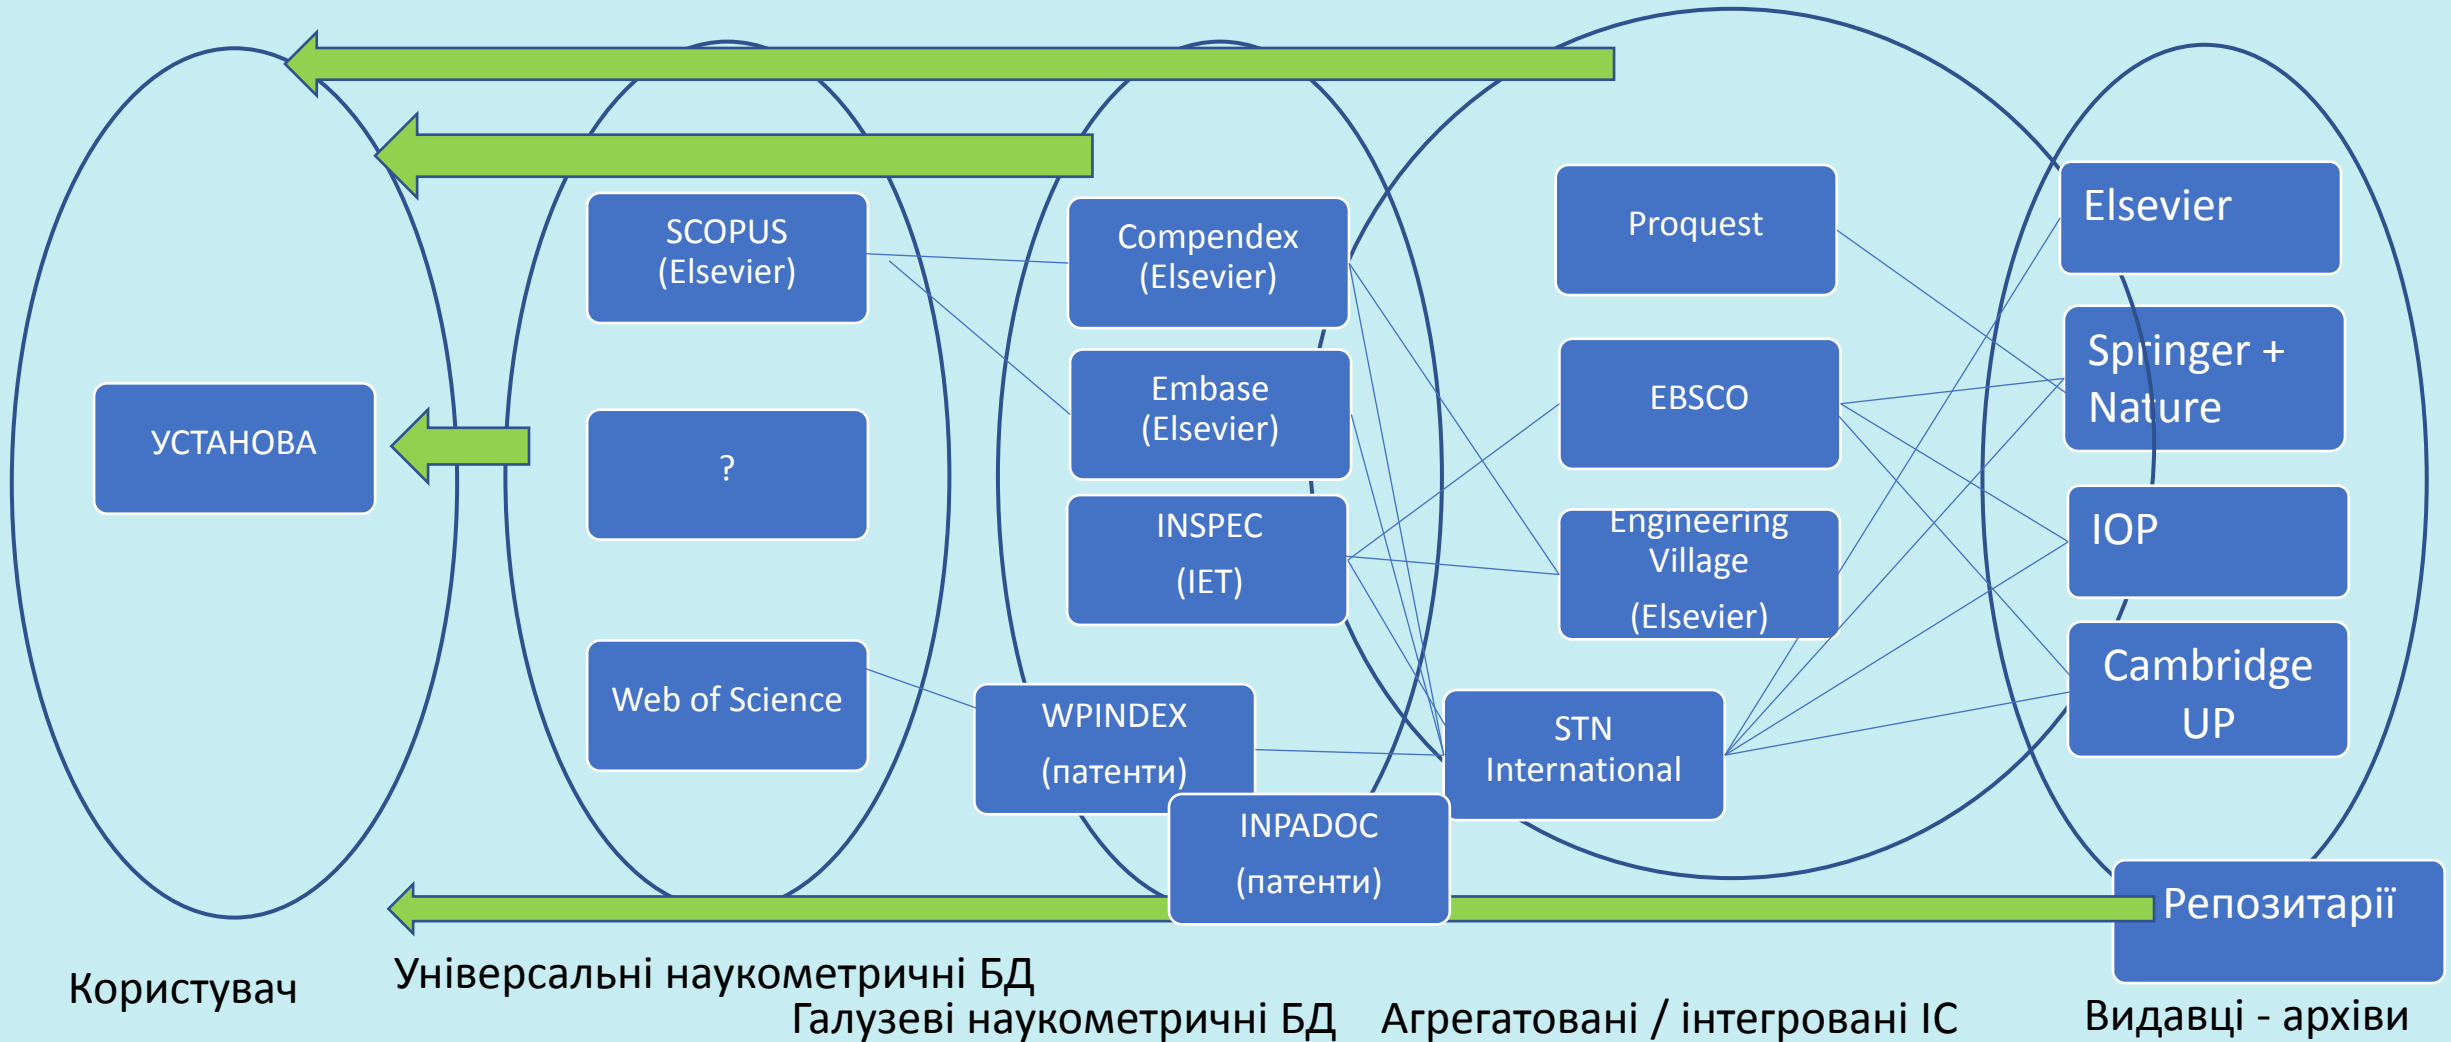 УСТАНОВА
SCOPUS
(Elsevier)
?
Web of Science
Compendex
(Elsevier)
Embase
(Elsevier)
INSPEC
(IET)
WPINDEX
(патенти)
INPADOC
(патенти)
Proquest
EBSCO
Engineering
Village
(Elsevier)
STN
International
Elsevier
Springer +
Nature
IOP
Cambridge
UP
Репозитарії
Користувач
Універсальні наукометричні БД
Галузеві наукометричні БД
Агрегатовані / інтегровані ІС
Видавці - архіви